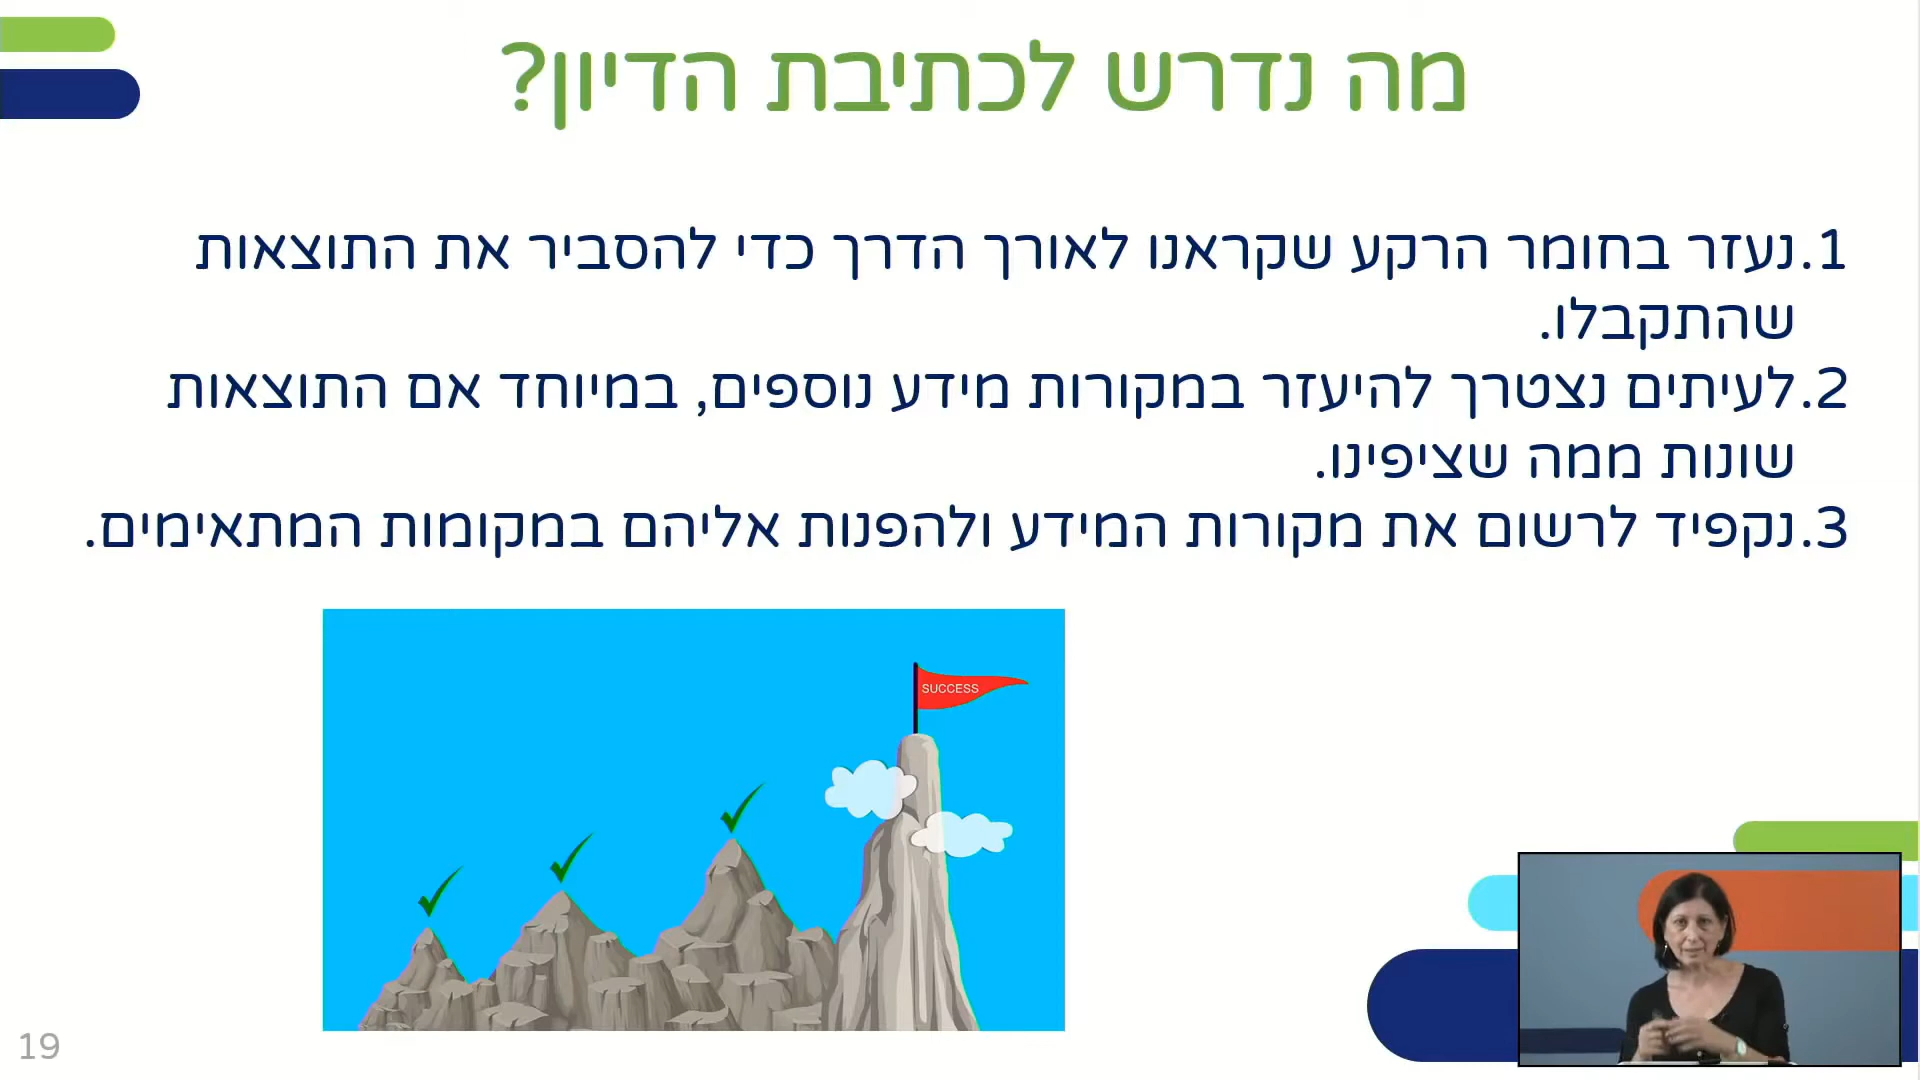 מה נדרש לכתיבת הדיון?
1. נעזר בחומר הרקע שקראנו לאורך הדרך כדי להסביר את התוצאות
שהתקבלו.
2. לעיתים נצטרך להיעזר במקורות מידע נוספים, במיוחד אם התוצאות
שונות ממה שציפינו.
3. נקפיד לרשום את מקורות המידע ולהפנות אליהם במקומות המתאימים.
SUCCESS
19